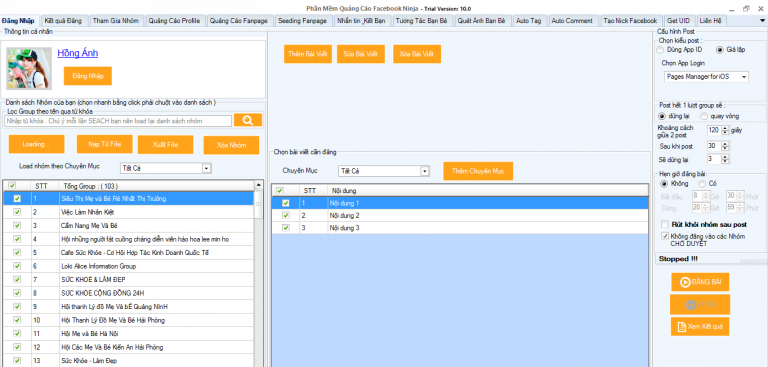 Phần Mềm Quảng Cáo Facebook Ninja - Trial Version: 10.0
Đăng Nhập Kết quả Đăng Tham Gia Nhóm Quảng Cáo Profile Quảng Cáo Fanpage Seeding Fanpage Nhắn tin _Kết Bạn Tương Tác Bạn Bè Quét Ảnh Bạn Bè Auto Tag Auto Comment Tạo Nick Facebook Get UID Liên Hệ
Thông tin cá nhân
Hồng Ánh
Đăng Nhập
Danh sách Nhóm của bạn (chọn nhanh bằng click phải chuột vào danh sách )
Lọc Group theo tên qua từ khóa
Nhập từ khóa . Chú ý mỗi lần SEACH bạn nên load lại danh sách nhóm
Loading... Nạp Từ File Xuất File Xóa Nhóm
Load nhóm theo Chuyên Mục Tất Cả
STT Tổng Group : ( 103 )
1 Siêu Thị Mẹ và Bé Rẻ Nhất Thị Trường
2 Việc Làm Nhân Kiệt
3 Cẩm Nang Mẹ Và Bé
4 Hội những người fát cuồng chàng diễn viên hào hoa lee min ho
5 Cafe Sức Khỏe - Cơ Hội Hợp Tác Kinh Doanh Quốc Tế
6 Loki Alice Information Group
7 SỨC KHOẺ & LÀM ĐẸP
8 SỨC KHOẺ CỘNG ĐỒNG 24H
9 Hội thanh Lý đồ Mẹ Và bÉ Quảng NInH
10 Hội Thanh Lý Đồ Mẹ Và Bé Hải Phòng
11 Hội Mẹ và Bé Hà Nội
12 Hội Các Mẹ Và Bé Kiến An Hải Phòng
13 Sức Khỏe - Làm Đẹp
Thêm Bài Viết Sửa Bài Viết Xóa Bài Viết
Chọn bài viết cần đăng
Chuyên Mục Tất Cả Thêm Chuyên Mục
STT Nội dung
1 Nội dung 1
2 Nội dung 2
3 Nội dung 3
Cấu hình Post
Chọn kiểu post :
Dùng App ID Giả lập
Chọn App Login
Pages Manager for iOS
Post hết 1 lượt group sẽ :
dừng lại quay vòng
Khoảng cách
giữa 2 post 120 giây
Sau khi post 30
Sẽ dừng lại 3
Hẹn giờ đăng bài:
Không Có
Bắt đầu 8 Giờ 30 Phút
Dừng: 20 Giờ 59 Phút
Rút khỏi nhóm sau post
Không đăng vào các Nhóm
CHỜ DUYỆT
Stopped !!!
ĐĂNG BÀI
Xem Kết quả